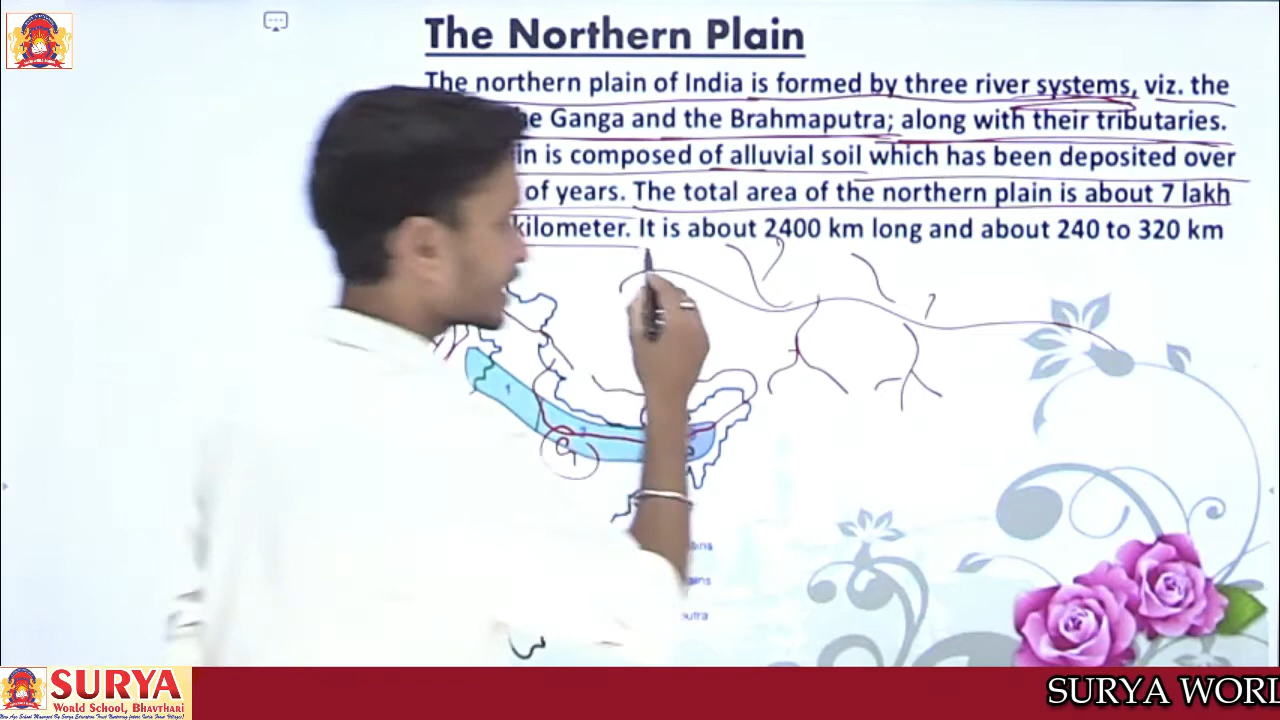 The Northern Plain
The northern plain of India is formed by three river systems, viz. the
Ganga and the Brahmaputra; along with their tributaries.
is composed of alluvial soil which has been deposited over
of years. The total area of the northern plain is about 7 lakh
kilometer. It is about 2400 km long and about 240 to 320 km
1
SURYA
World School, Bhavthari
SURYA WORL